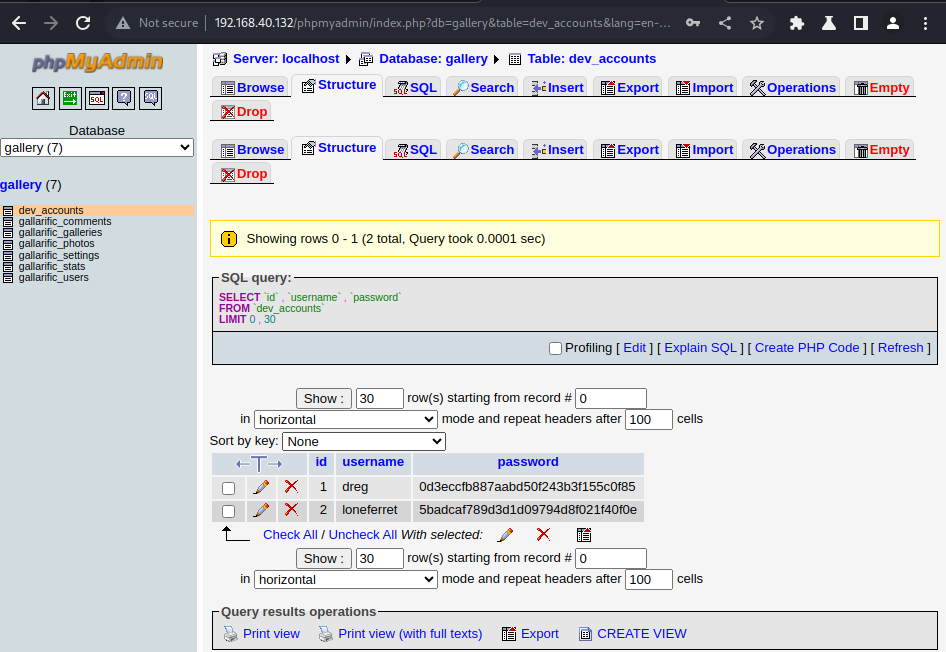 Not secure 192.168.40.132/phpmyadmin/index.php?db=gallery&table=dev_accounts&lang=en-...
phpMyAdmin
Database
gallery (7)
gallery (7)
dev_accounts
gallarific_comments
gallarific_galleries
gallarific_photos
gallarific_settings
gallarific_stats
gallarific_users
Server: localhost Database: gallery Table: dev_accounts
Browse Structure SQL Search Insert Export Import Operations Empty
Drop
Browse Structure SQL Search Insert Export Import Operations Empty
Drop
Showing rows 0 - 1 (2 total, Query took 0.0001 sec)
SQL query:
SELECT `id` , `username` , `password`
FROM `dev_accounts`
LIMIT 0 , 30
Profiling [ Edit ] [ Explain SQL ] [ Create PHP Code ] [ Refresh ]
Show : 30 row(s) starting from record # 0
in horizontal mode and repeat headers after 100 cells
Sort by key: None
←T→ id username password
1 dreg 0d3eccfb887aabd50f243b3f155c0f85
2 loneferret 5badcaf789d3d1d09794d8f021f40f0e
Check All / Uncheck All With selected:
Show : 30 row(s) starting from record # 0
in horizontal mode and repeat headers after 100 cells
Query results operations
Print view Print view (with full texts) Export CREATE VIEW